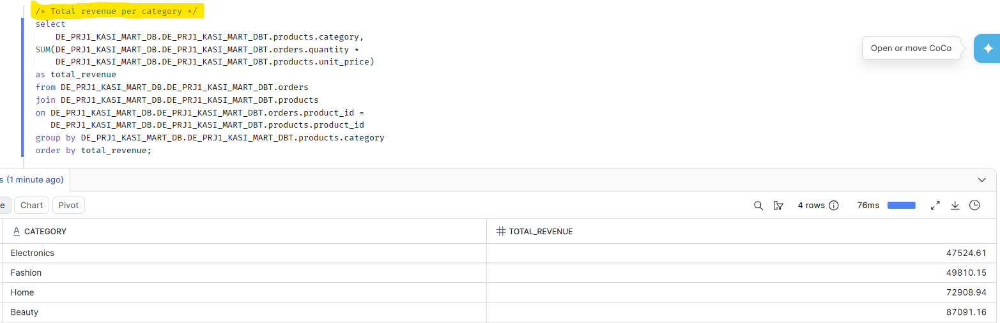 /* Total revenue per category */
select
DE_PRJ1_KASI_MART_DB.DE_PRJ1_KASI_MART_DBT.products.category,
SUM(DE_PRJ1_KASI_MART_DB.DE_PRJ1_KASI_MART_DBT.orders.quantity *
DE_PRJ1_KASI_MART_DB.DE_PRJ1_KASI_MART_DBT.products.unit_price)
as total_revenue
from DE_PRJ1_KASI_MART_DB.DE_PRJ1_KASI_MART_DBT.orders
join DE_PRJ1_KASI_MART_DB.DE_PRJ1_KASI_MART_DBT.products
on DE_PRJ1_KASI_MART_DB.DE_PRJ1_KASI_MART_DBT.orders.product_id =
DE_PRJ1_KASI_MART_DB.DE_PRJ1_KASI_MART_DBT.products.product_id
group by DE_PRJ1_KASI_MART_DB.DE_PRJ1_KASI_MART_DBT.products.category
order by total_revenue;
Open or move CoCo
s (1 minute ago)
e Chart Pivot 4 rows 76ms
CATEGORY TOTAL_REVENUE
Electronics 47524.61
Fashion 49810.15
Home 72908.94
Beauty 87091.16